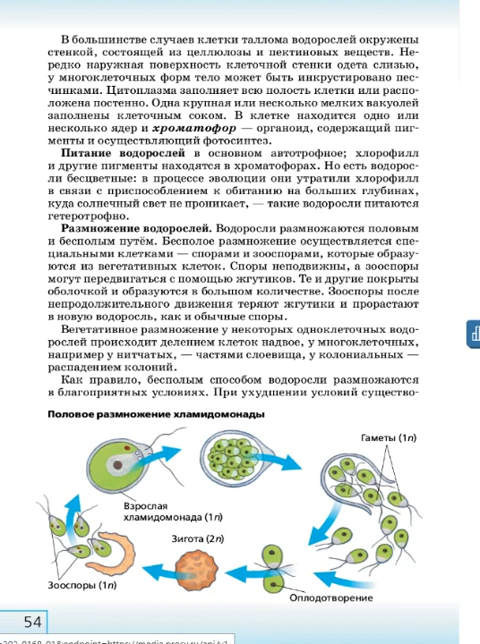 В большинстве случаев клетки таллома водорослей окружены
стенкой, состоящей из целлюлозы и пектиновых веществ. Не-
редко наружная поверхность клеточной стенки одета слизью,
у многоклеточных форм тело может быть инкрустировано пес-
чинками. Цитоплазма заполняет всю полость клетки или распо-
ложена постенно. Одна крупная или несколько мелких вакуолей
заполнены клеточным соком. В клетке находится одно или
несколько ядер и хроматофор — органоид, содержащий пиг-
менты и осуществляющий фотосинтез.
Питание водорослей в основном автотрофное; хлорофилл
и другие пигменты находятся в хроматофорах. Но есть водорос-
ли бесцветные: в процессе эволюции они утратили хлорофилл
в связи с приспособлением к обитанию на больших глубинах,
куда солнечный свет не проникает, — такие водоросли питаются
гетеротрофно.
Размножение водорослей. Водоросли размножаются половым
и бесполым путём. Бесполое размножение осуществляется спе-
циальными клетками — спорами и зооспорами, которые образу-
ются из вегетативных клеток. Споры неподвижны, а зооспоры
могут передвигаться с помощью жгутиков. Те и другие покрыты
оболочкой и образуются в большом количестве. Зооспоры после
непродолжительного движения теряют жгутики и прорастают
в новую водоросль, как и обычные споры.
Вегетативное размножение у некоторых одноклеточных водо-
рослей происходит делением клеток надвое, у многоклеточных,
например у нитчатых, — частями слоевища, у колониальных —
распадением колоний.
Как правило, бесполым способом водоросли размножаются
в благоприятных условиях. При ухудшении условий существо-
Половое размножение хламидомонады
Гаметы (1n)
Взрослая
хламидомонада (1n)
Зигота (2n)
Зооспоры (1n)
Оплодотворение
54